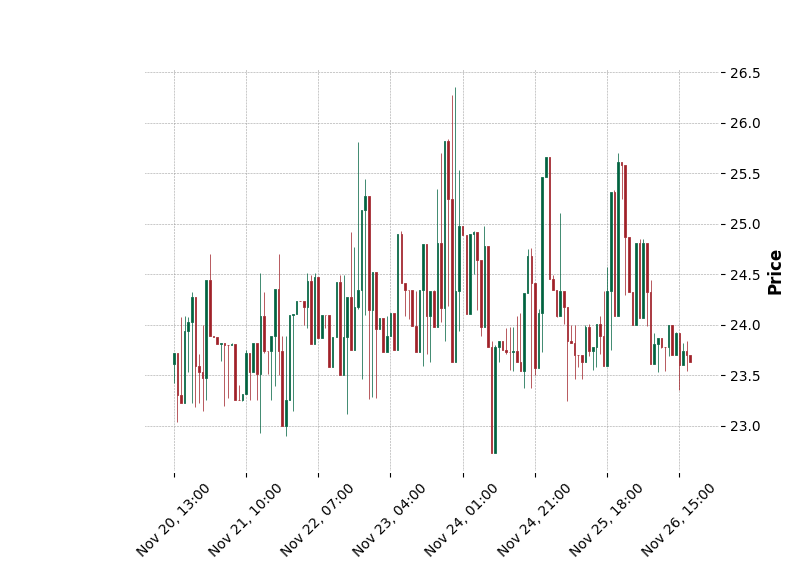 26.5
26.0
25.5
25.0
24.5
24.0
23.5
23.0
Price
Nov 20, 13:00
Nov 21, 10:00
Nov 22, 07:00
Nov 23, 04:00
Nov 24, 01:00
Nov 24, 21:00
Nov 25, 18:00
Nov 26, 15:00